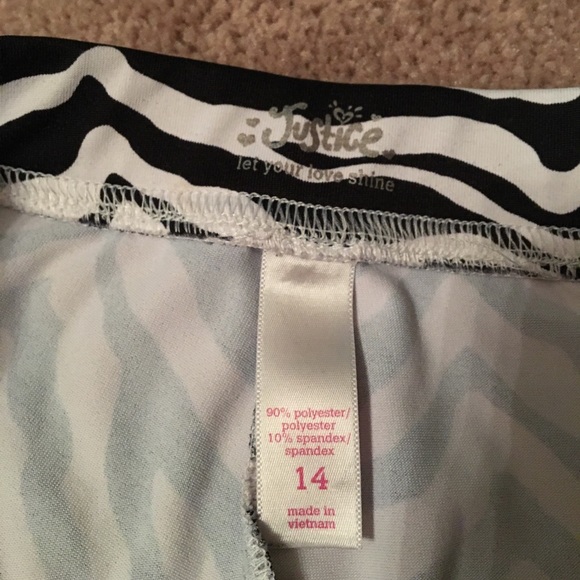 Justice
let your love shine
90% polyester/
polyester
10% spandex/
spandex
14
made in
vietnam